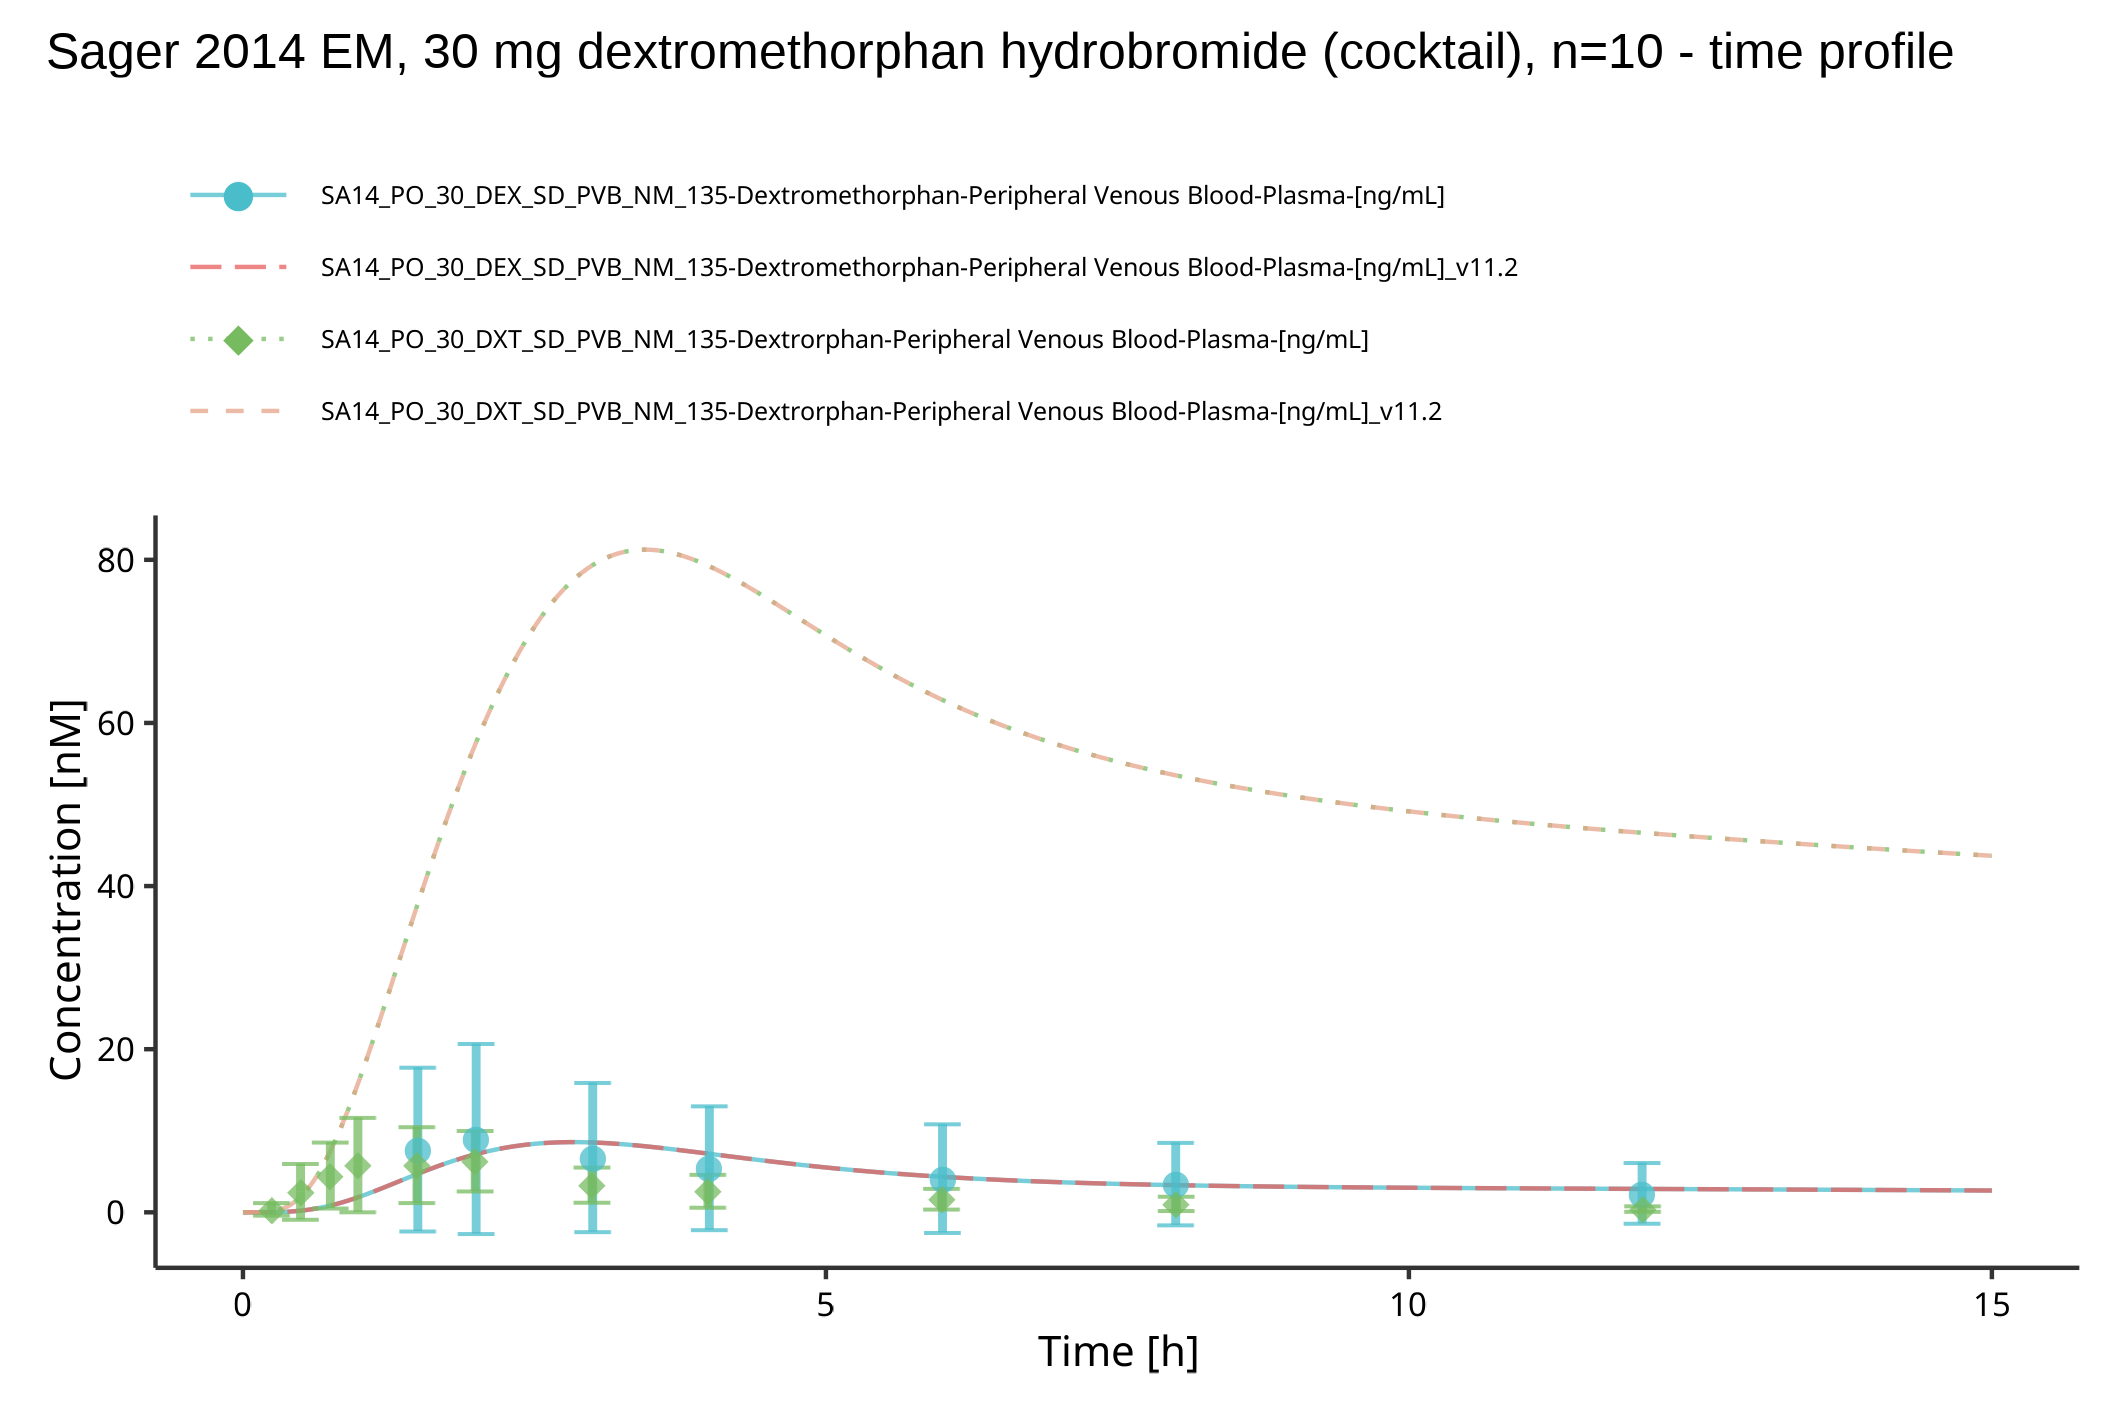 Sager 2014 EM, 30 mg dextromethorphan hydrobromide (cocktail), n=10 - time profile
SA14_PO_30_DEX_SD_PVB_NM_135-Dextromethorphan-Peripheral Venous Blood-Plasma-[ng/mL]
SA14_PO_30_DEX_SD_PVB_NM_135-Dextromethorphan-Peripheral Venous Blood-Plasma-[ng/mL]_v11.2
SA14_PO_30_DXT_SD_PVB_NM_135-Dextrorphan-Peripheral Venous Blood-Plasma-[ng/mL]
SA14_PO_30_DXT_SD_PVB_NM_135-Dextrorphan-Peripheral Venous Blood-Plasma-[ng/mL]_v11.2
Concentration [nM]
80
60
40
20
0
0 5 10 15
Time [h]